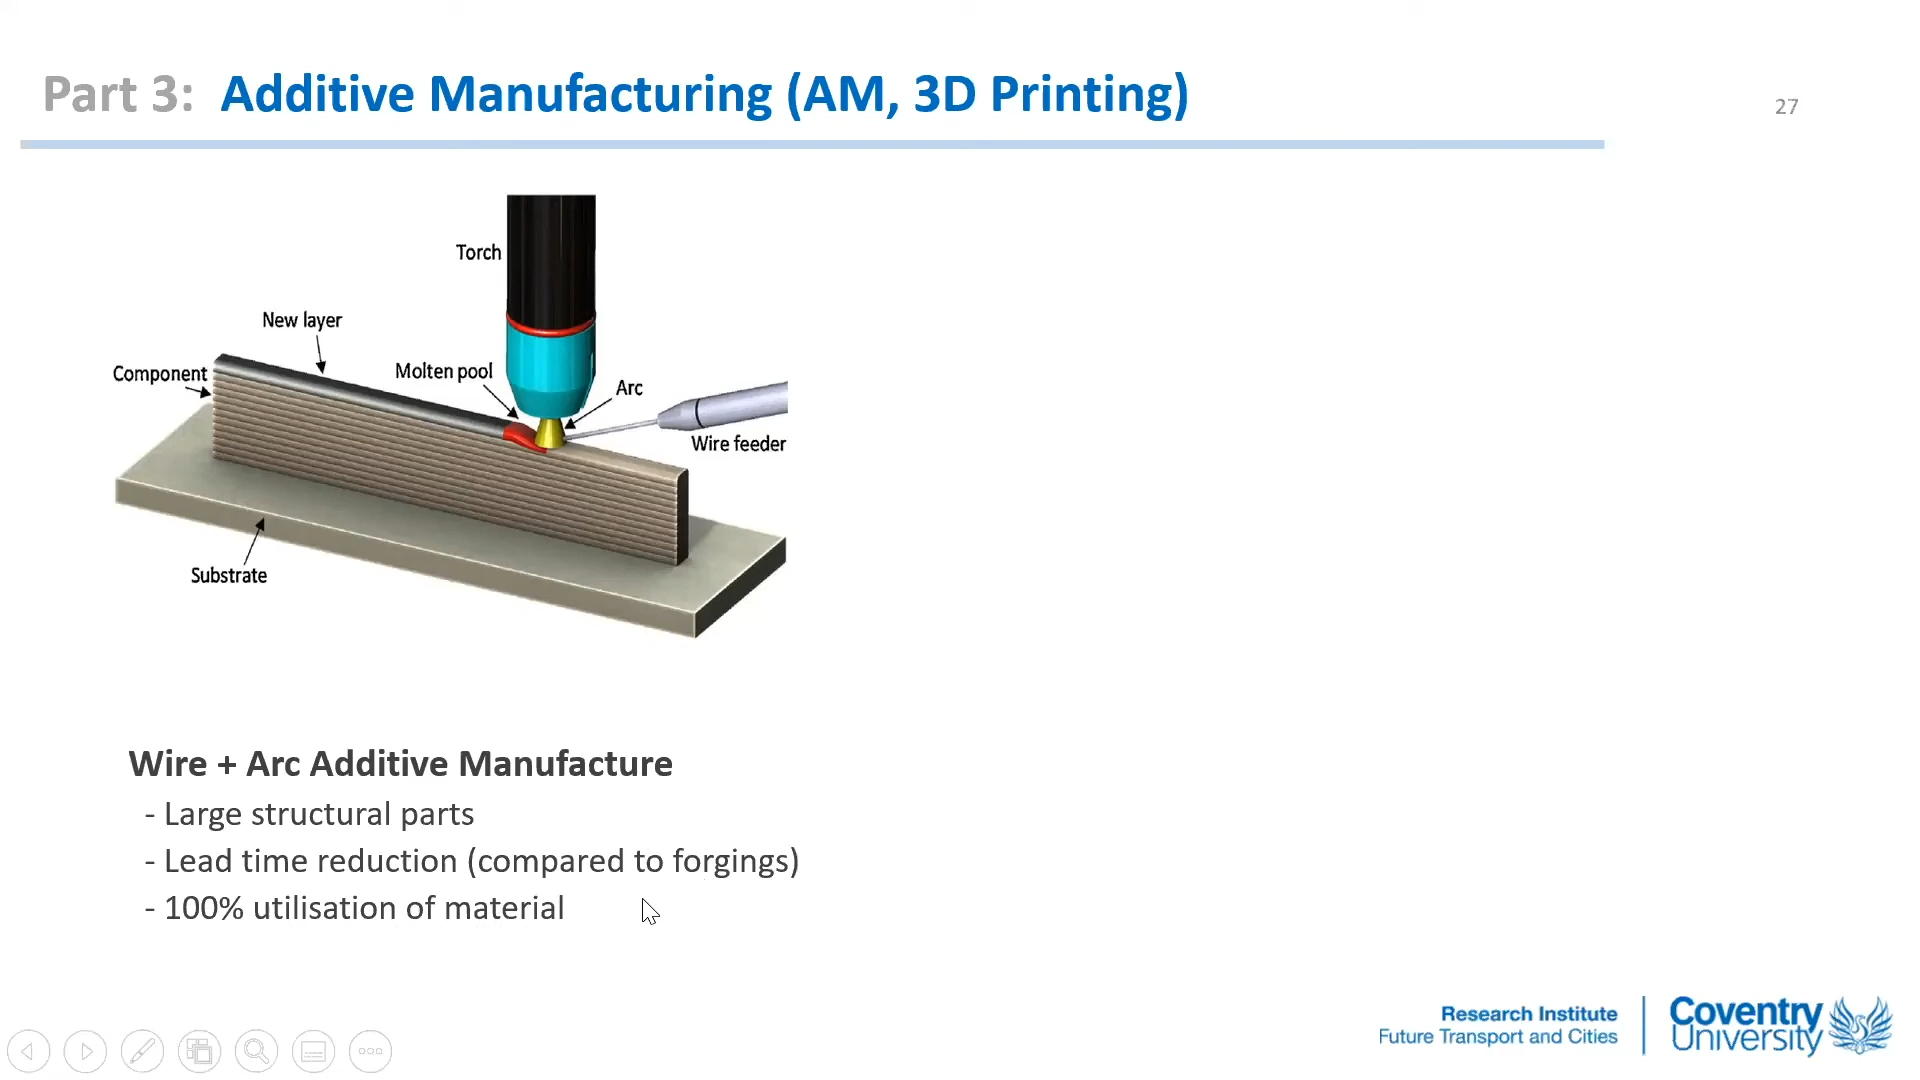 Part 3: Additive Manufacturing (AM, 3D Printing)
27
Torch
New layer
Component
Molten pool
Arc
Wire feeder
Substrate
Wire + Arc Additive Manufacture
- Large structural parts
- Lead time reduction (compared to forgings)
- 100% utilisation of material
Research Institute
Future Transport and Cities
Coventry
University